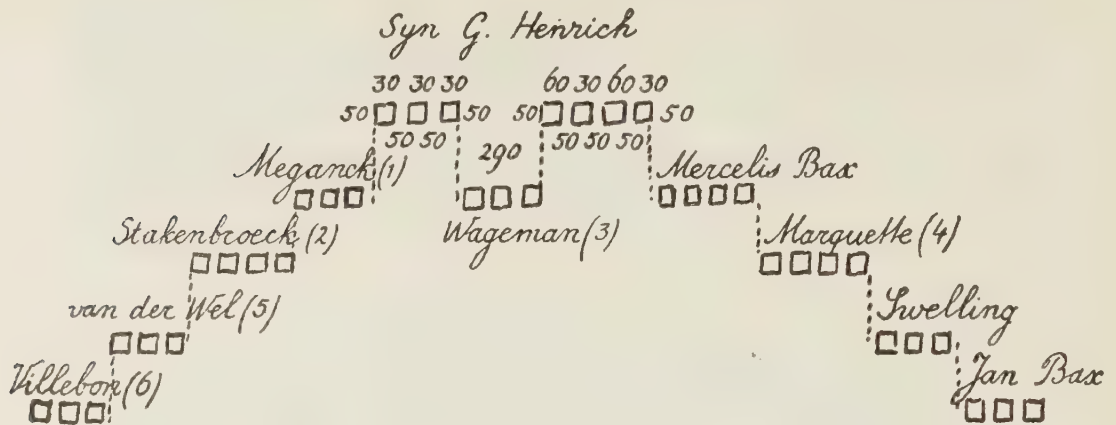 Syn G. Henrich
30 30 30 60 30 60 30
50 50 50 50
50 50 290 50 50 50
Meganck (1) Mercelis Bax
Stakenbroeck (2) Wageman (3) Marquette (4)
van der Wel (5) Swelling
Villebon (6) Jan Bax